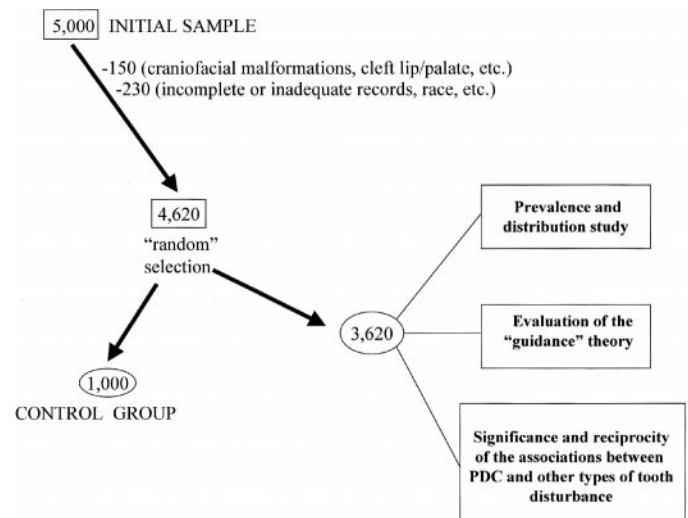 5,000 INITIAL SAMPLE
-150 (craniofacial malformations, cleft lip/palate, etc.)
-230 (incomplete or inadequate records, race, etc.)
4,620
“random”
selection
1,000
CONTROL GROUP
3,620
Prevalence and
distribution study
Evaluation of the
“guidance” theory
Significance and reciprocity
of the associations between
PDC and other types of tooth
disturbance